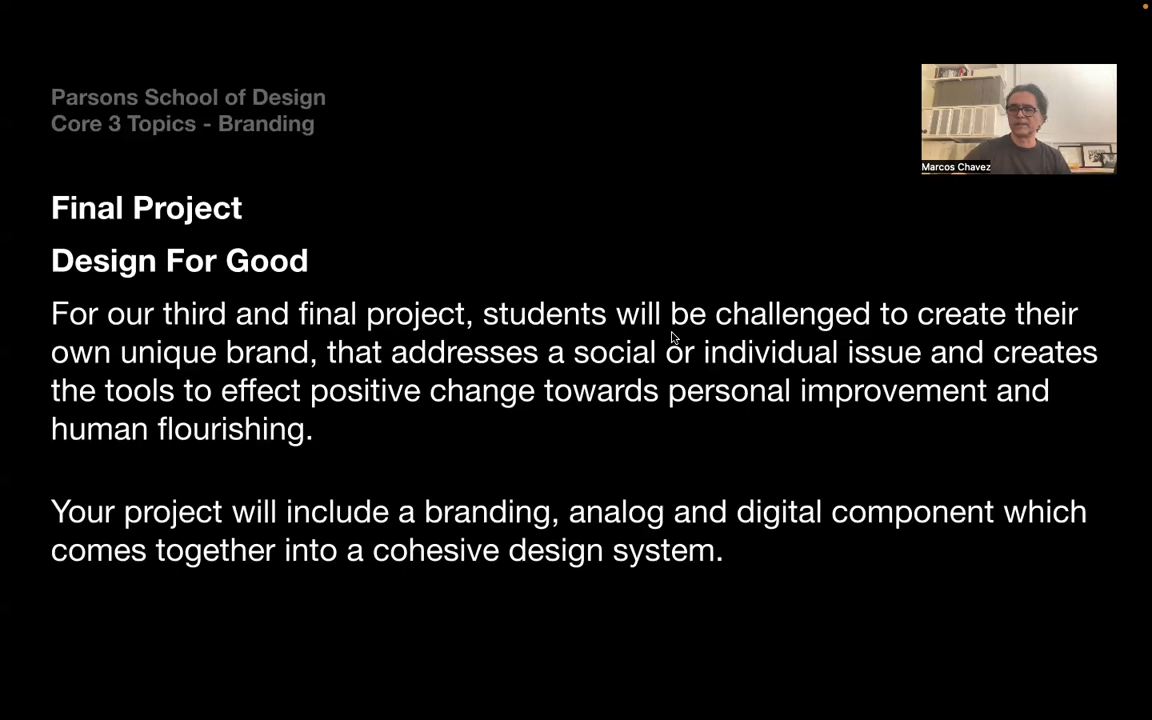 Parsons School of Design
Core 3 Topics - Branding
Marcos Chavez
Final Project
Design For Good
For our third and final project, students will be challenged to create their
own unique brand, that addresses a social or individual issue and creates
the tools to effect positive change towards personal improvement and
human flourishing.
Your project will include a branding, analog and digital component which
comes together into a cohesive design system.